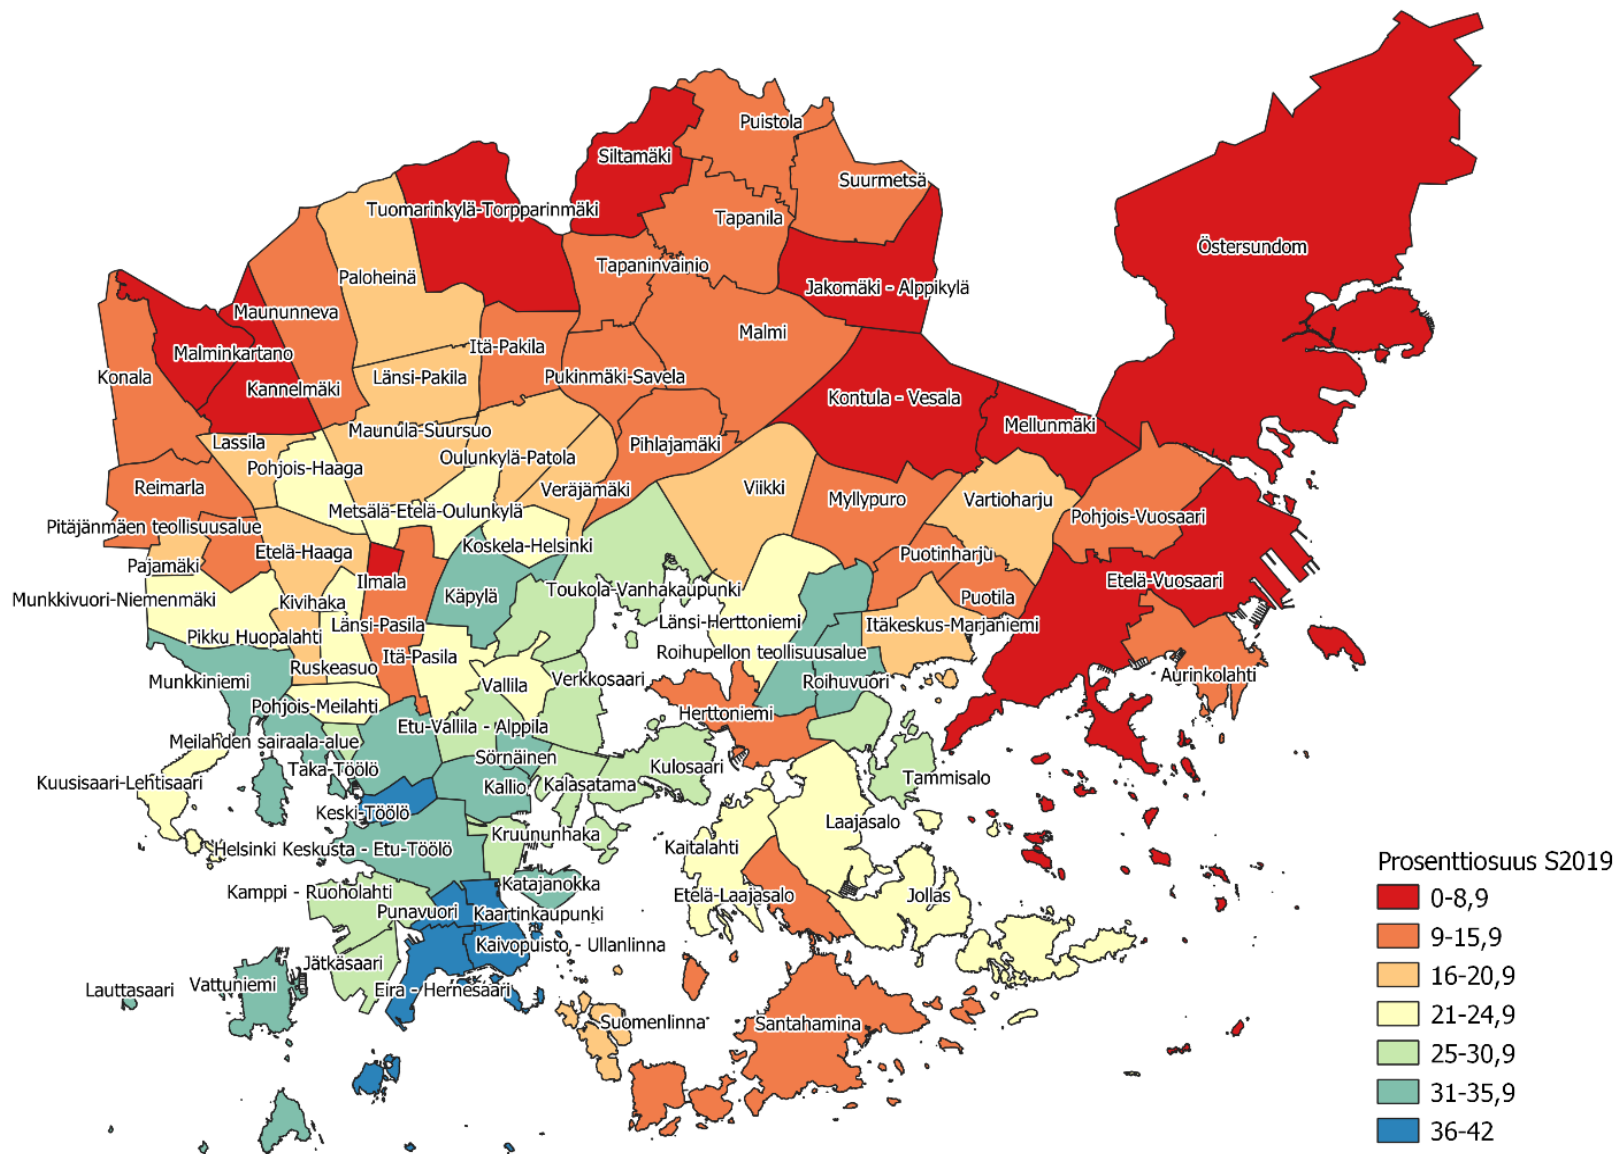 Puistola
Siltamäki
Suurmetsä
Tuomarinkylä-Torpparinmäki
Tapanila
Östersundom
Tapaninvainio
Paloheinä
Jakomäki - Alppikylä
Maununneva
Malmi
Itä-Pakila
Malminkartano
Konala
Länsi-Pakila
Pukinmäki-Savela
Kannelmäki
Kontula - Vesala
Mellunmäki
Maunula-Suursuo
Lassila
Pihlajamäki
Oulunkylä-Patola
Pohjois-Haaga
Reimarla
Veräjämäki
Viikki
Myllypuro
Vartioharju
Metsälä-Etelä-Oulunkylä
Pohjois-Vuosaari
Pitäjänmäen teollisuusalue
Koskela-Helsinki
Etelä-Haaga
Puotinharju
Pajamäki
Ilmala
Etelä-Vuosaari
Toukola-Vanhakaupunki
Käpylä
Puotila
Munkkivuori-Niemenmäki
Kivihaka
Länsi-Pasila
Länsi-Herttoniemi
Itäkeskus-Marjaniemi
Pikku Huopalahti
Roihupellon teollisuusalue
Itä-Pasila
Ruskeasuo
Aurinkolahti
Munkkiniemi
Vallila
Verkkosaari
Roihuvuori
Pohjois-Meilahti
Herttoniemi
Etu-Vallila - Alppila
Meilahden sairaala-alue
Sörnäinen
Taka-Töölö
Kulosaari
Tammisalo
Kuusisaari-Lehtisaari
Kallio
Kalasatama
Keski-Töölö
Laajasalo
Kruununhaka
Helsinki Keskusta - Etu-Töölö
Kaitalahti
Prosenttiosuus S2019
Katajanokka
Kamppi - Ruoholahti
Etelä-Laajasalo
Jollas
0-8,9
Punavuori
Kaartinkaupunki
9-15,9
Kaivopuisto - Ullanlinna
Jätkäsaari
16-20,9
Lauttasaari
Vattuniemi
Eira - Hernesaari
21-24,9
Suomenlinna
Santahamina
25-30,9
31-35,9
36-42